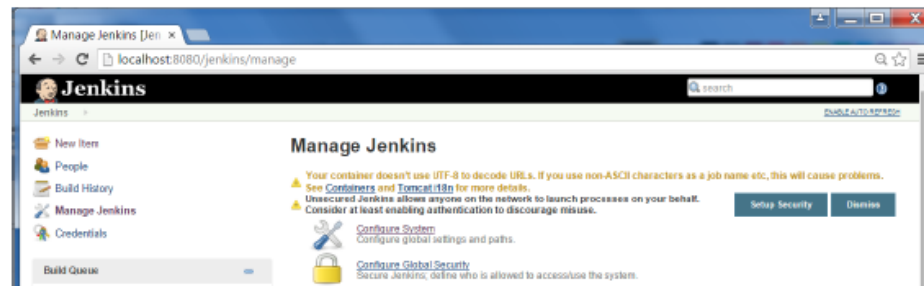 Manage Jenkins [Jen ×
localhost:8080/jenkins/manage
Jenkins
search
Jenkins
ENABLE AUTO REFRESH
New Item
People
Build History
Manage Jenkins
Credentials
Build Queue
Manage Jenkins
Your container doesn't use UTF-8 to decode URLs. If you use non-ASCII characters as a job name etc, this will cause problems.
See Containers and Tomcat i18n for more details.
Unsecured Jenkins allows anyone on the network to launch processes on your behalf.
Consider at least enabling authentication to discourage misuse.
Setup Security
Dismiss
Configure System
Configure global settings and paths.
Configure Global Security
Secure Jenkins; define who is allowed to access/use the system.